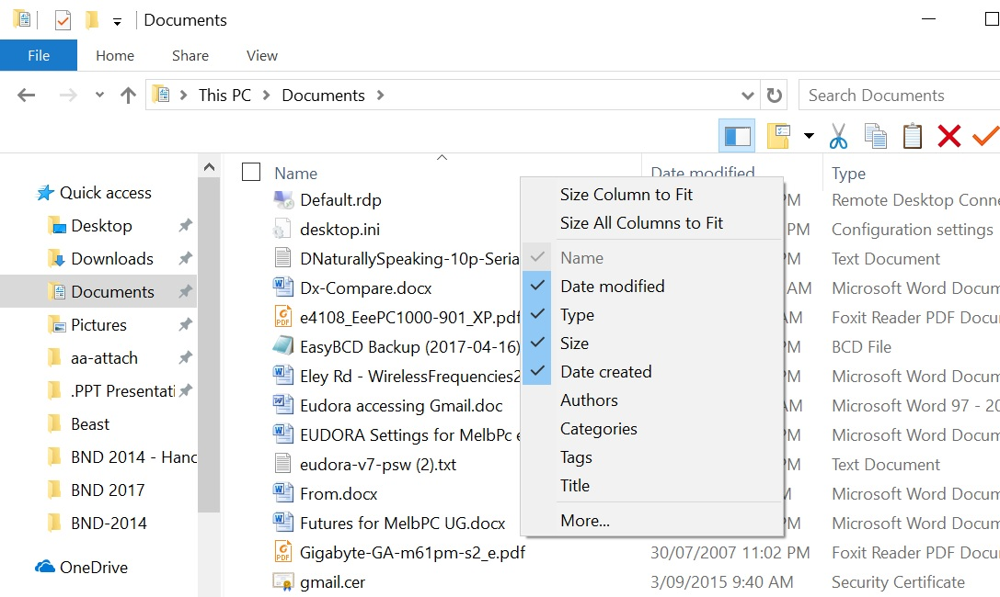 Documents
File Home Share View
This PC Documents Search Documents
Name Date modified Type
Quick access
Desktop
Downloads
Documents
Pictures
aa-attach
.PPT Presentati
Beast
BND 2014 - Hanc
BND 2017
BND-2014
OneDrive
Default.rdp PM Remote Desktop Conne
desktop.ini PM Configuration settings
DNaturallySpeaking-10p-Seria PM Text Document
Dx-Compare.docx AM Microsoft Word Docum
e4108_EeePC1000-901_XP.pdf AM Foxit Reader PDF Docu
EasyBCD Backup (2017-04-16) PM BCD File
Eley Rd - WirelessFrequencies2 PM Microsoft Word Docum
Eudora accessing Gmail.doc AM Microsoft Word 97 - 20
EUDORA Settings for MelbPc e PM Microsoft Word Docum
eudora-v7-psw (2).txt PM Text Document
From.docx M Microsoft Word Docum
Futures for MelbPC UG.docx PM Microsoft Word Docum
Gigabyte-GA-m61pm-s2_e.pdf 30/07/2007 11:02 PM Foxit Reader PDF Docu
gmail.cer 3/09/2015 9:40 AM Security Certificate
Size Column to Fit
Size All Columns to Fit
Name
Date modified
Type
Size
Date created
Authors
Categories
Tags
Title
More...